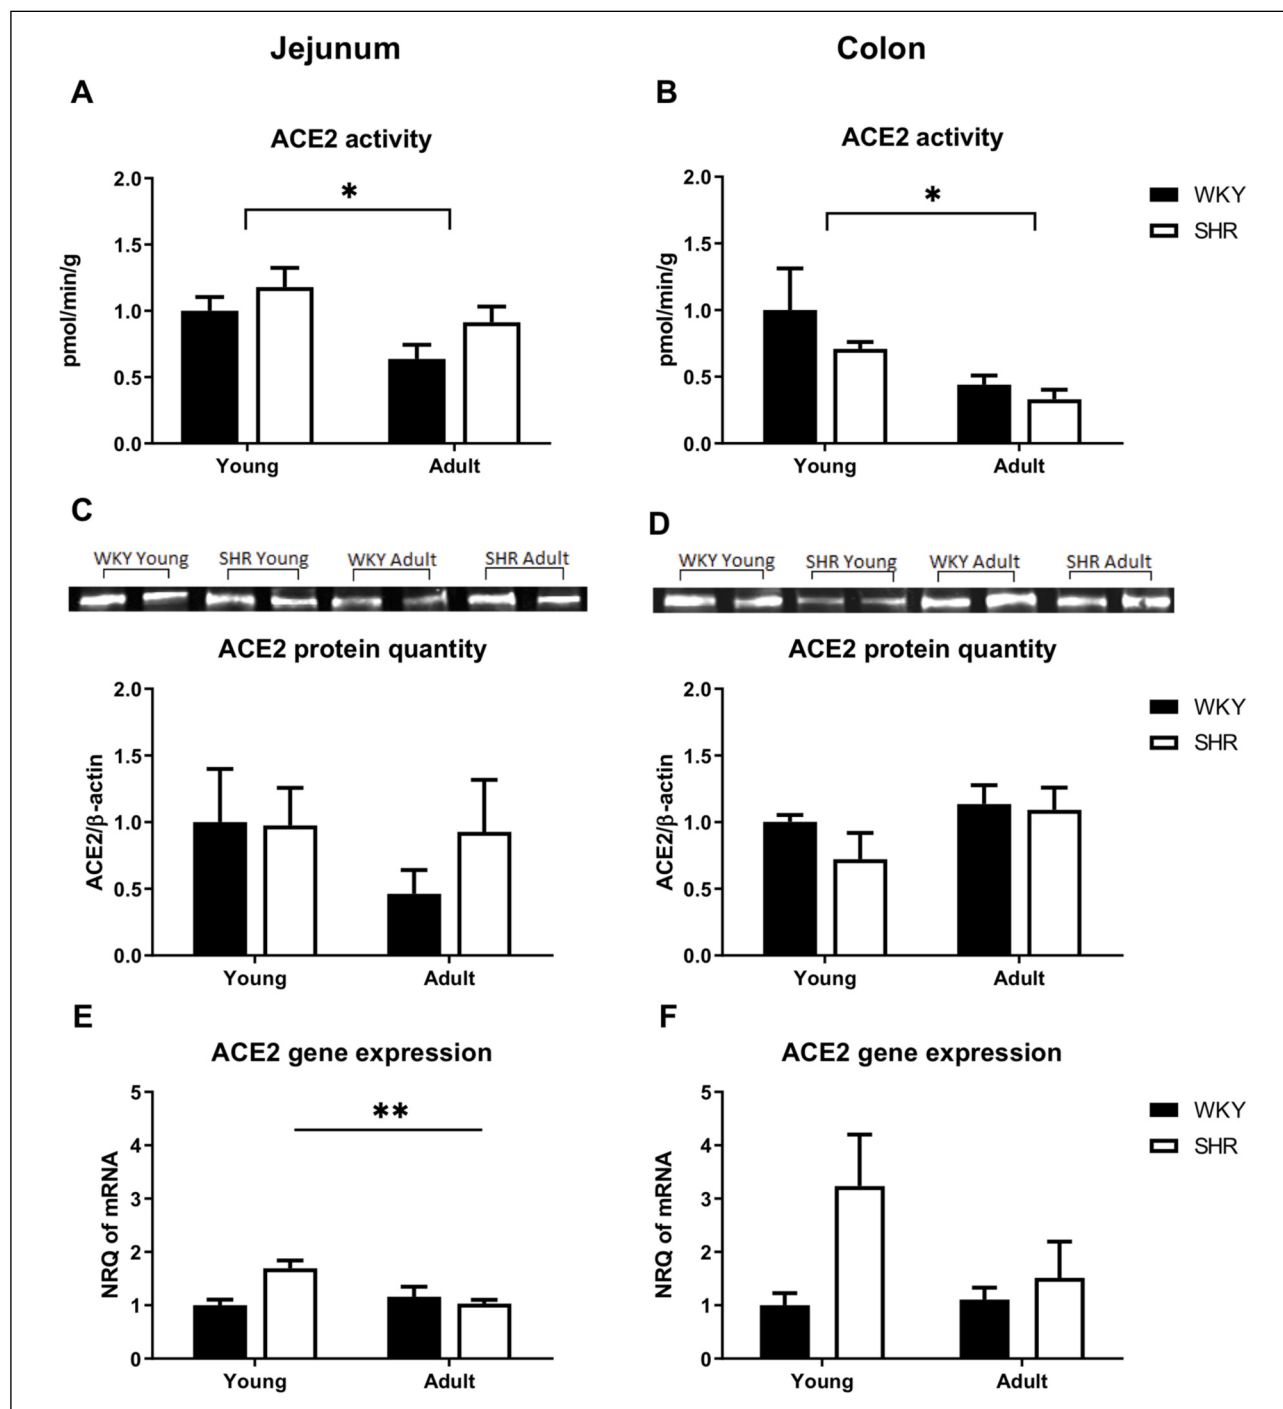 Jejunum
Colon
A
B
ACE2 activity
ACE2 activity
2.0
1.5
1.0
0.5
0.0
pmol/min/g
*
Young
Adult
2.0
1.5
1.0
0.5
0.0
pmol/min/g
*
Young
Adult
WKY
SHR
C
WKY Young
SHR Young
WKY Adult
SHR Adult
D
WKY Young
SHR Young
WKY Adult
SHR Adult
ACE2 protein quantity
2.0
1.5
1.0
0.5
0.0
ACE2/β-actin
Young
Adult
ACE2 protein quantity
2.0
1.5
1.0
0.5
0.0
ACE2/β-actin
Young
Adult
WKY
SHR
E
ACE2 gene expression
5
4
3
2
1
0
NRQ of mRNA
**
Young
Adult
F
ACE2 gene expression
5
4
3
2
1
0
NRQ of mRNA
Young
Adult
WKY
SHR